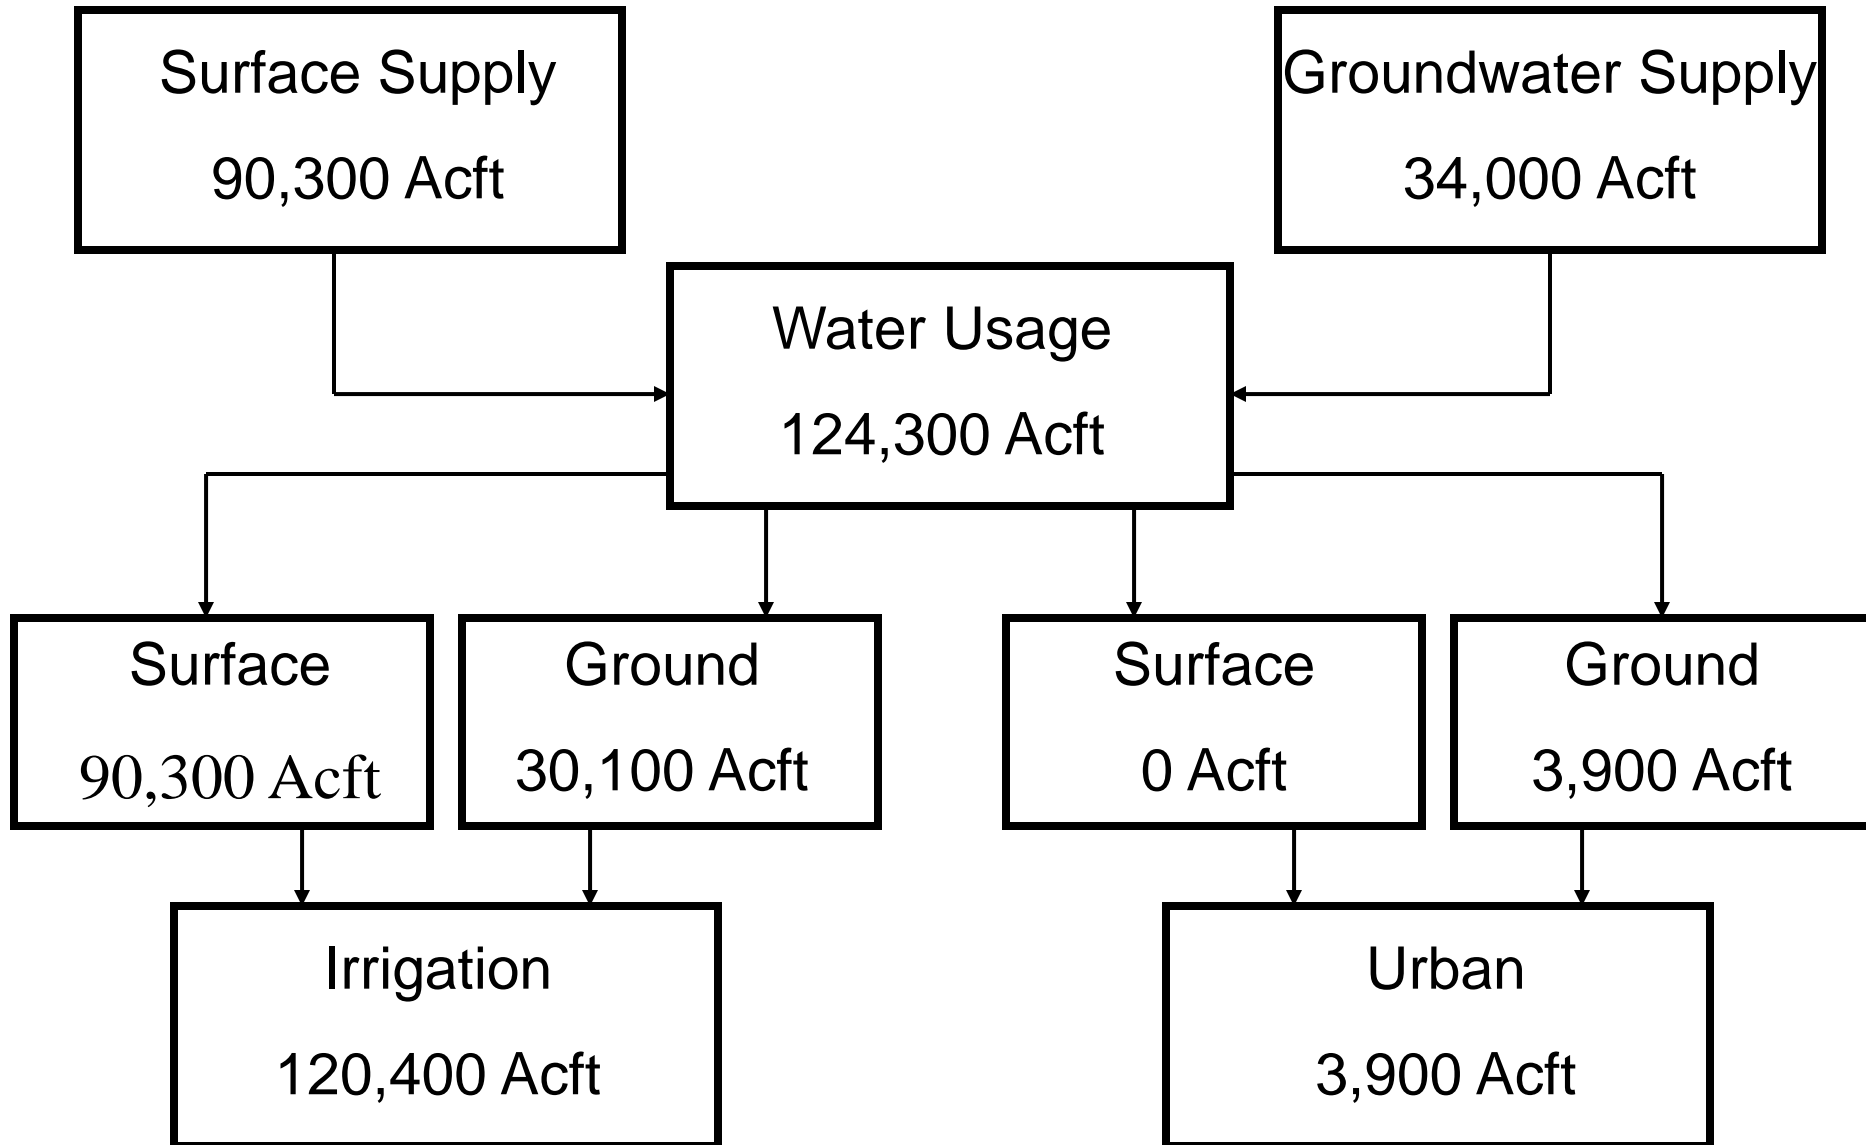 Surface Supply
90,300 Acft
Groundwater Supply
34,000 Acft
Water Usage
124,300 Acft
Surface
90,300 Acft
Ground
30,100 Acft
Surface
0 Acft
Ground
3,900 Acft
Irrigation
120,400 Acft
Urban
3,900 Acft